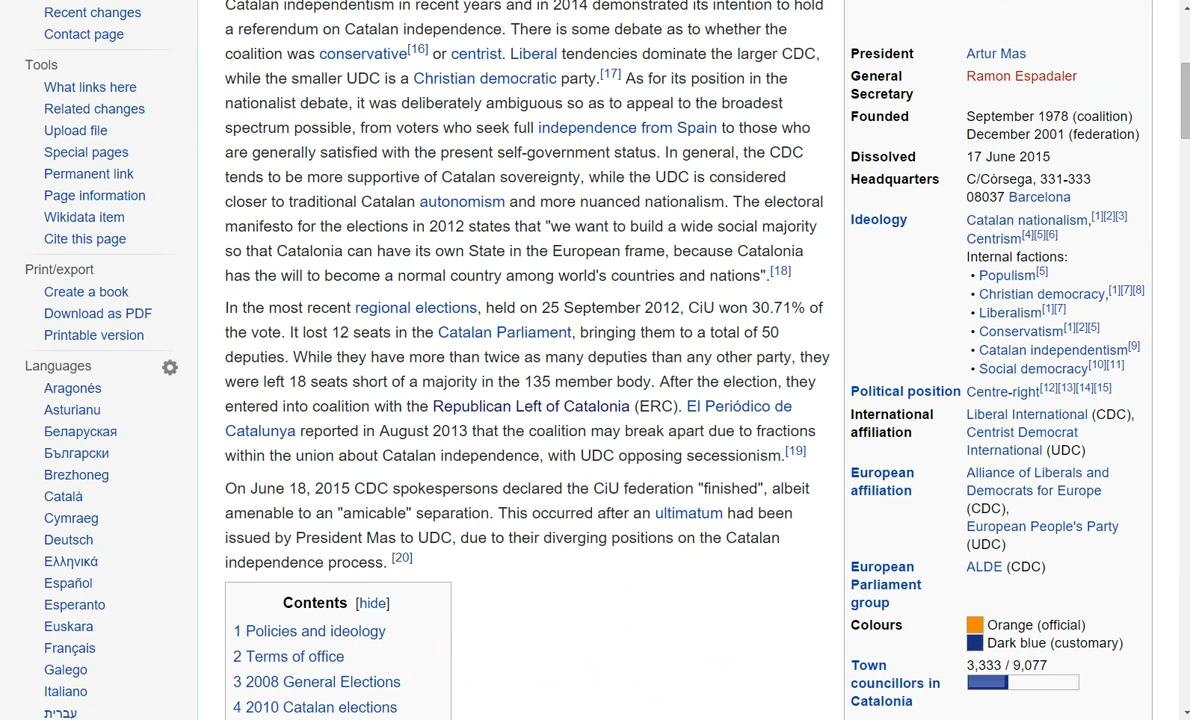 Recent changes
Contact page
Tools
What links here
Related changes
Upload file
Special pages
Permanent link
Page information
Wikidata item
Cite this page
Print/export
Create a book
Download as PDF
Printable version
Languages
Aragonés
Asturianu
Беларуская
Български
Brezhoneg
Català
Cymraeg
Deutsch
Ελληνικά
Español
Esperanto
Euskara
Français
Galego
Italiano
עברית
Catalan independentism in recent years and in 2014 demonstrated its intention to hold
a referendum on Catalan independence. There is some debate as to whether the
coalition was conservative[16] or centrist. Liberal tendencies dominate the larger CDC,
while the smaller UDC is a Christian democratic party.[17] As for its position in the
nationalist debate, it was deliberately ambiguous so as to appeal to the broadest
spectrum possible, from voters who seek full independence from Spain to those who
are generally satisfied with the present self-government status. In general, the CDC
tends to be more supportive of Catalan sovereignty, while the UDC is considered
closer to traditional Catalan autonomism and more nuanced nationalism. The electoral
manifesto for the elections in 2012 states that "we want to build a wide social majority
so that Catalonia can have its own State in the European frame, because Catalonia
has the will to become a normal country among world's countries and nations".[18]
In the most recent regional elections, held on 25 September 2012, CiU won 30.71% of
the vote. It lost 12 seats in the Catalan Parliament, bringing them to a total of 50
deputies. While they have more than twice as many deputies than any other party, they
were left 18 seats short of a majority in the 135 member body. After the election, they
entered into coalition with the Republican Left of Catalonia (ERC). El Periódico de
Catalunya reported in August 2013 that the coalition may break apart due to fractions
within the union about Catalan independence, with UDC opposing secessionism.[19]
On June 18, 2015 CDC spokespersons declared the CiU federation "finished", albeit
amenable to an "amicable" separation. This occurred after an ultimatum had been
issued by President Mas to UDC, due to their diverging positions on the Catalan
independence process. [20]
Contents [hide]
1 Policies and ideology
2 Terms of office
3 2008 General Elections
4 2010 Catalan elections
President Artur Mas
General Ramon Espadaler
Secretary
Founded September 1978 (coalition)
December 2001 (federation)
Dissolved 17 June 2015
Headquarters C/Còrsega, 331-333
08037 Barcelona
Ideology Catalan nationalism,[1][2][3]
Centrism[4][5][6]
Internal factions:
• Populism[5]
• Christian democracy,[1][7][8]
• Liberalism[1][7]
• Conservatism[1][2][5]
• Catalan independentism[9]
• Social democracy[10][11]
Political position Centre-right[12][13][14][15]
International Liberal International (CDC),
affiliation Centrist Democrat
International (UDC)
European Alliance of Liberals and
affiliation Democrats for Europe
(CDC),
European People's Party
(UDC)
European ALDE (CDC)
Parliament
group
Colours Orange (official)
Dark blue (customary)
Town 3,333 / 9,077
councillors in
Catalonia